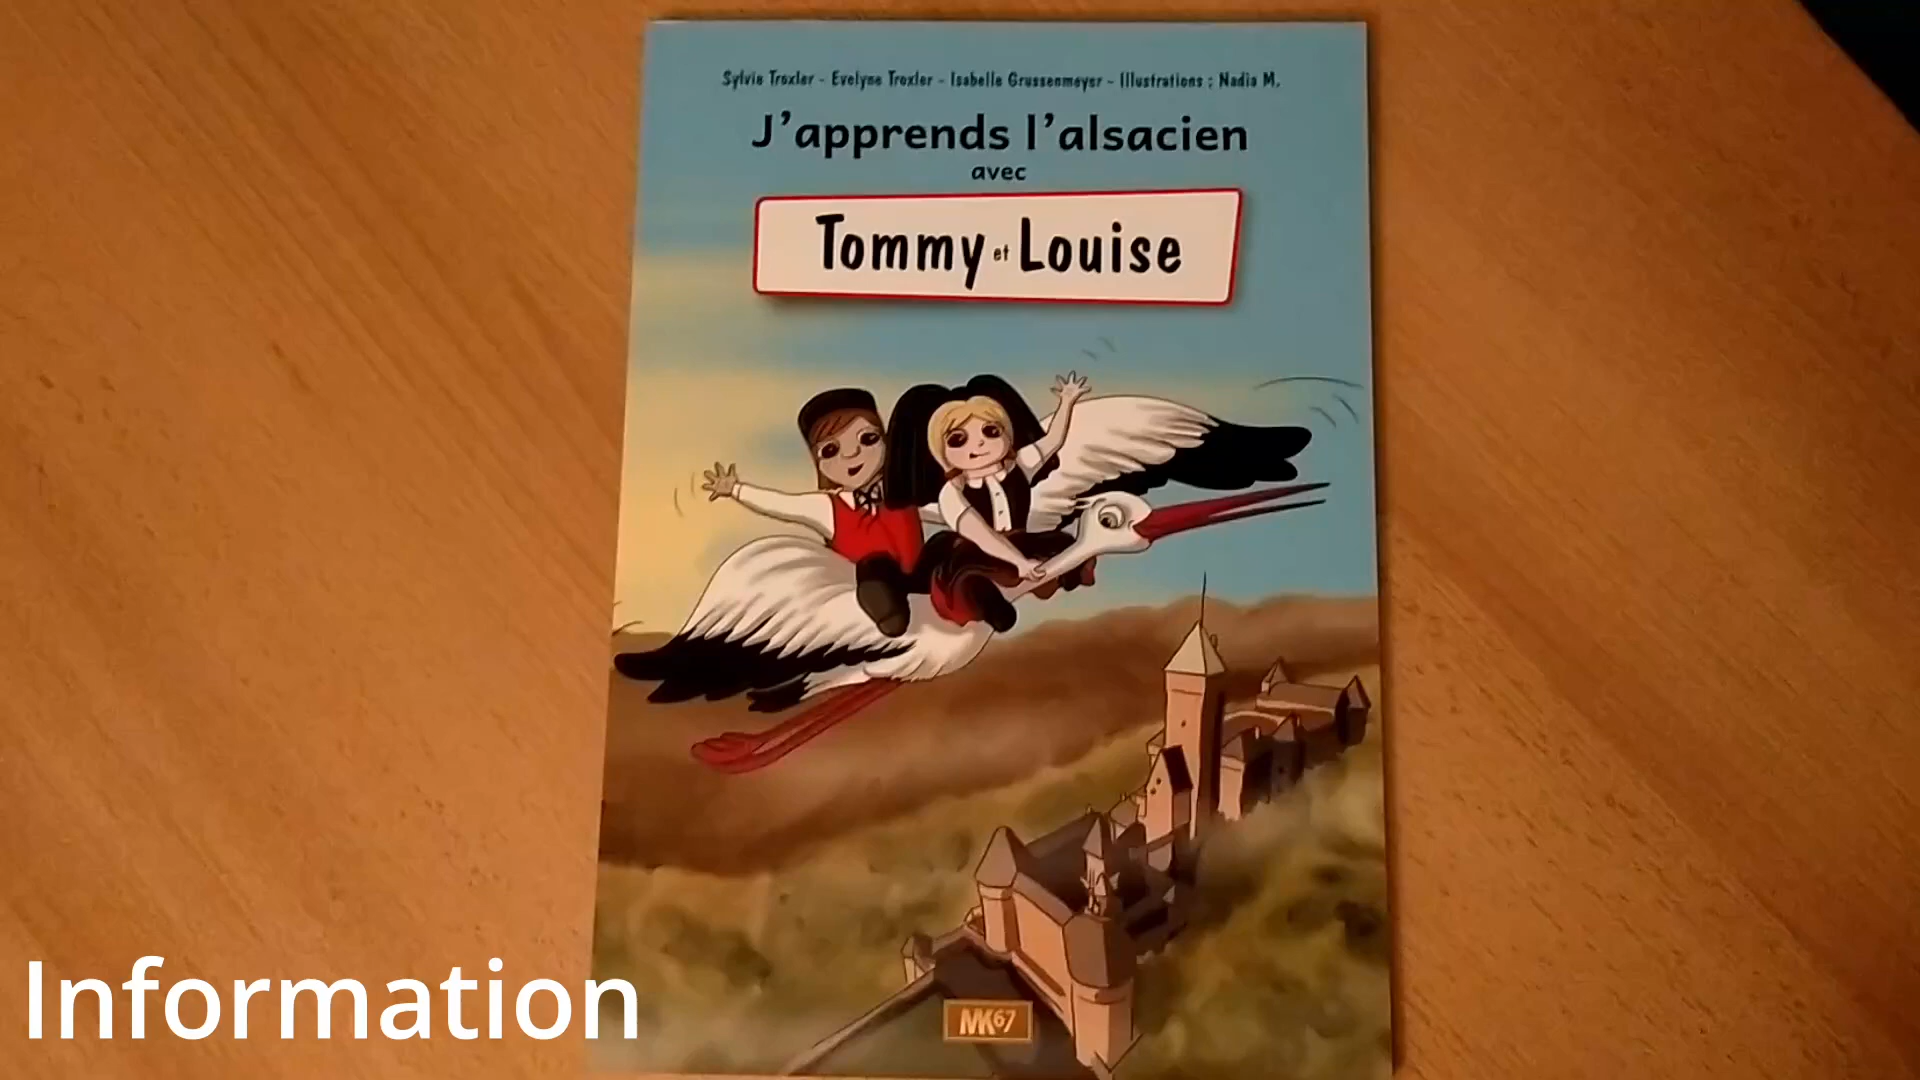 Sylvie Troxler - Evelyne Troxler - Isabelle Grussenmeyer - Illustrations : Nadia M.
J'apprends l'alsacien
avec
Tommy et Louise
MK67
Information